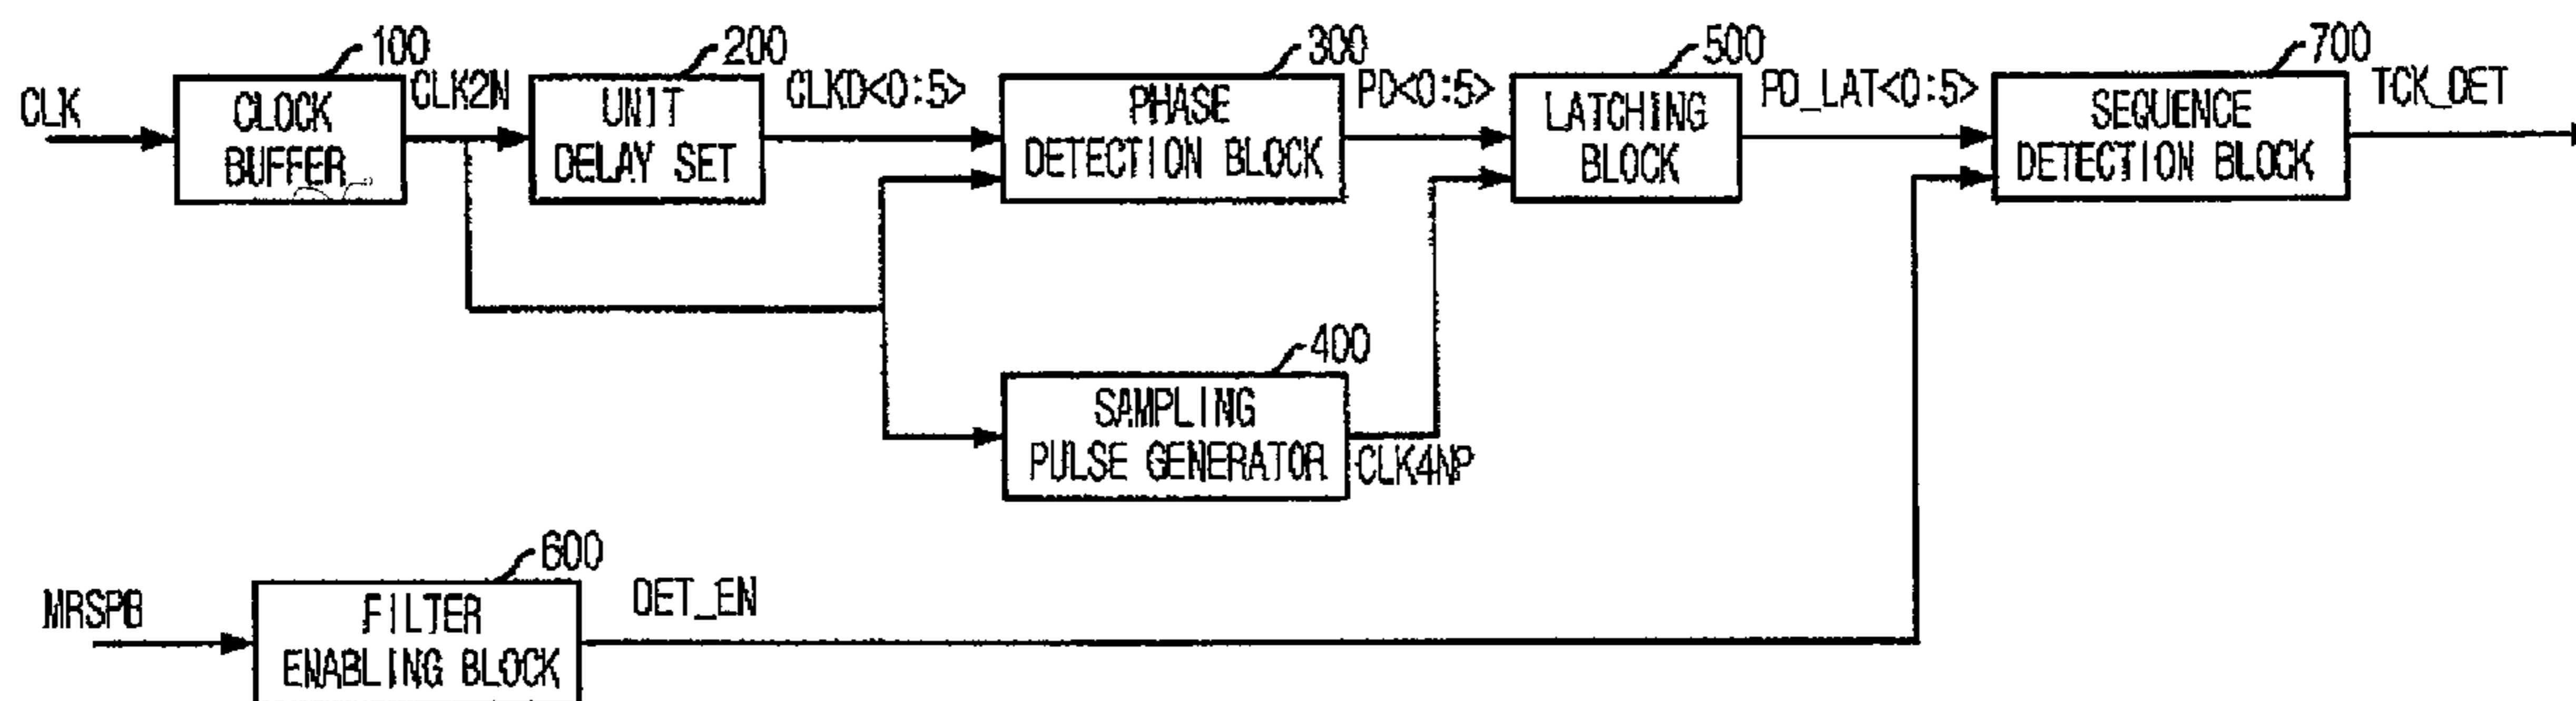 100
200
300
500
700
CLK
CLOCK
BUFFER
CLK2N
UNIT
DELAY SET
CLKD<0:5>
PHASE
DETECTION BLOCK
PD<0:5>
LATCHING
BLOCK
PD_LAT<0:5>
SEQUENCE
DETECTION BLOCK
TCK_DET
400
SAMPLING
PULSE GENERATOR
CLK4NP
600
MRSPB
FILTER
ENABLING BLOCK
DET_EN